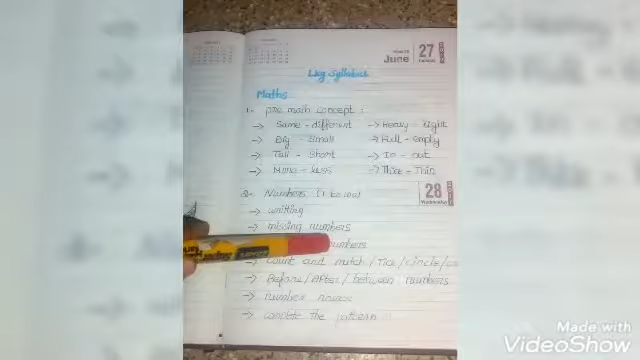 June 27
Lkg Syllabus
Maths
1. pre math concept :
→ Same - different → Heavy - light
→ Big - Small → Full - empty
→ Tall - Short → In - out
→ More - less → Thick - Thin
28
Wednesday
2. Numbers (1 to 100)
→ writting
→ missing numbers
numbers
→ count and match / Tick / circle /
→ Before / After / between numbers
→ number names
→ complete the pattern
Made with
VideoShow